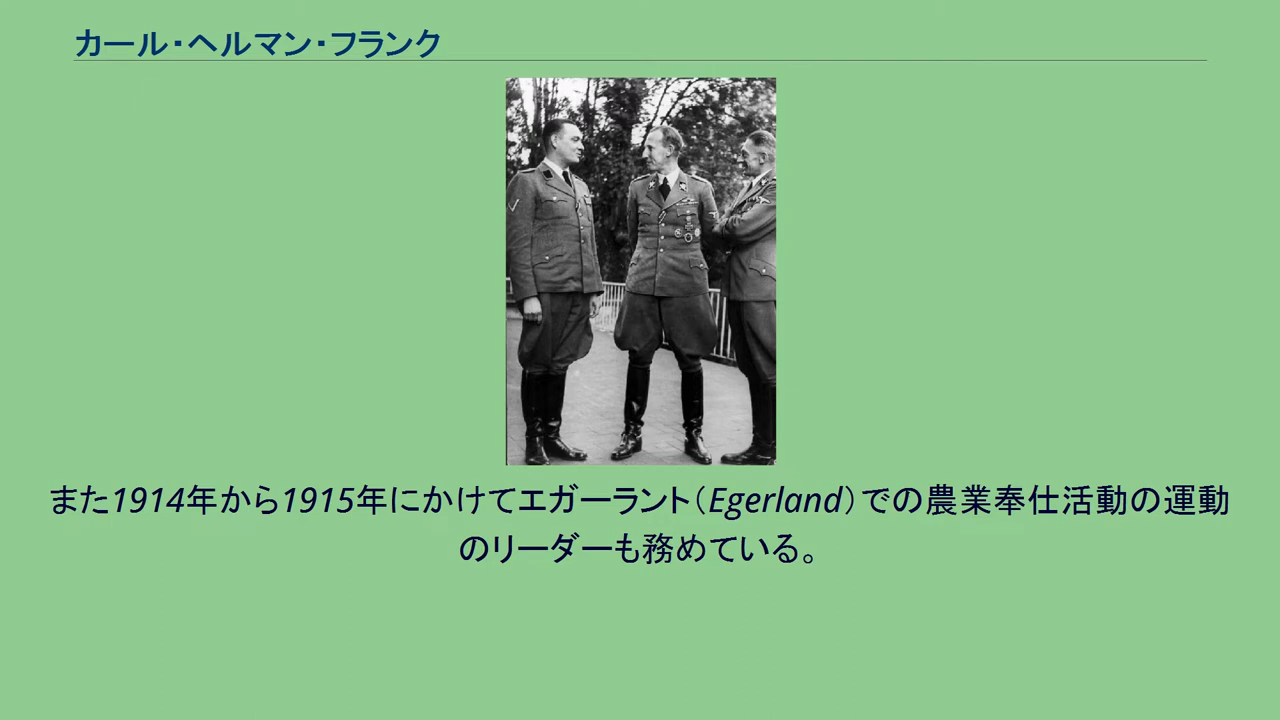 カール・ヘルマン・フランク
また1914年から1915年にかけてエガーラント（Egerland）での農業奉仕活動の運動
のリーダーも務めている。